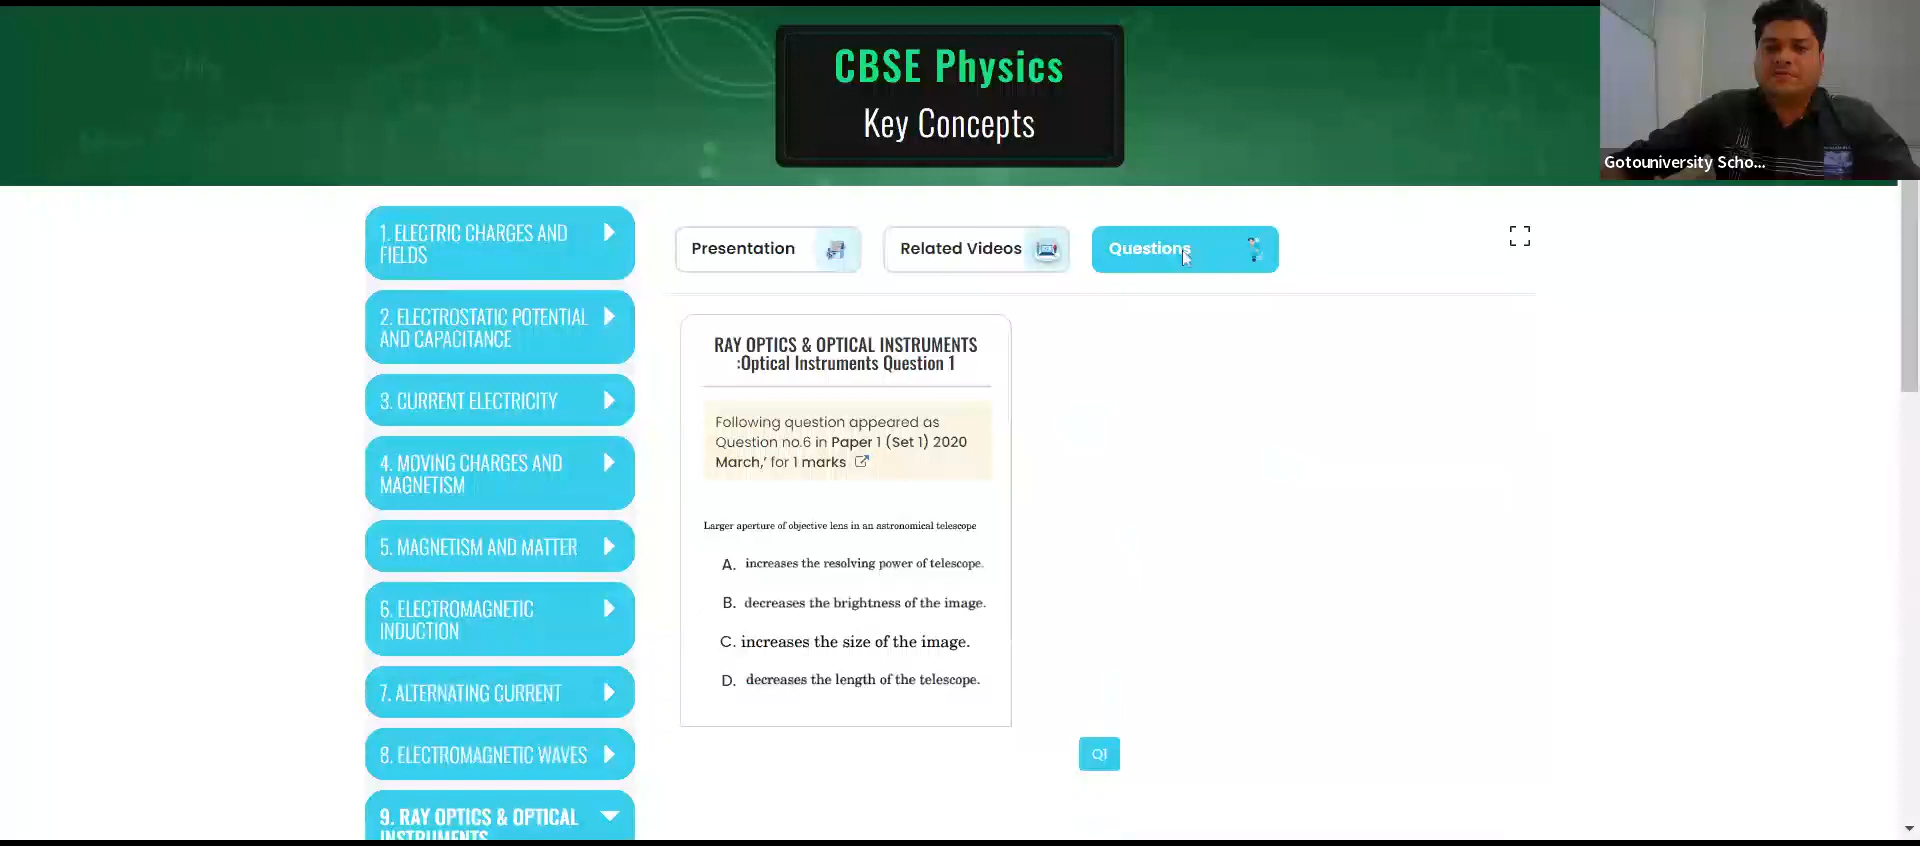 CBSE Physics
Key Concepts
Gotouniversity Scho...
1. ELECTRIC CHARGES AND
FIELDS
2. ELECTROSTATIC POTENTIAL
AND CAPACITANCE
3. CURRENT ELECTRICITY
4. MOVING CHARGES AND
MAGNETISM
5. MAGNETISM AND MATTER
6. ELECTROMAGNETIC
INDUCTION
7. ALTERNATING CURRENT
8. ELECTROMAGNETIC WAVES
9. RAY OPTICS & OPTICAL
INSTRUMENTS
Presentation
Related Videos
Questions
RAY OPTICS & OPTICAL INSTRUMENTS
:Optical Instruments Question 1
Following question appeared as
Question no.6 in Paper 1 (Set 1) 2020
March,' for 1 marks
Larger aperture of objective lens in an astronomical telescope
A. increases the resolving power of telescope.
B. decreases the brightness of the image.
C. increases the size of the image.
D. decreases the length of the telescope.
Q1